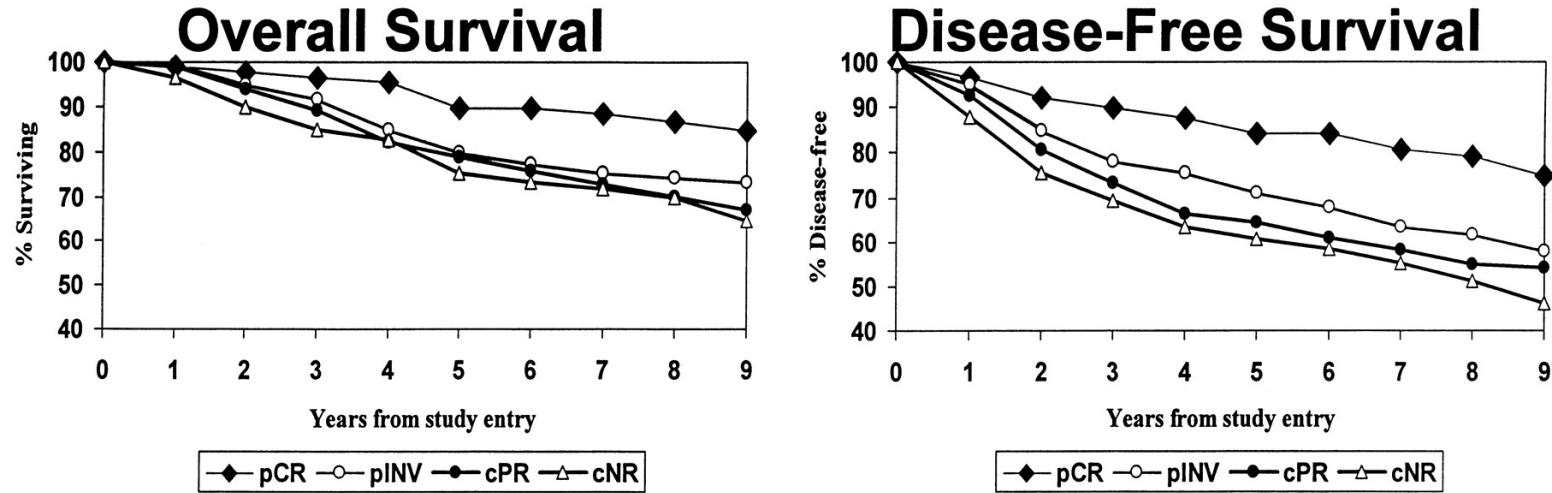 Overall Survival
100
90
80
70
60
50
40
% Surviving
0 1 2 3 4 5 6 7 8 9
Years from study entry
pCR pINV cPR cNR
Disease-Free Survival
100
90
80
70
60
50
40
% Disease-free
0 1 2 3 4 5 6 7 8 9
Years from study entry
pCR pINV cPR cNR